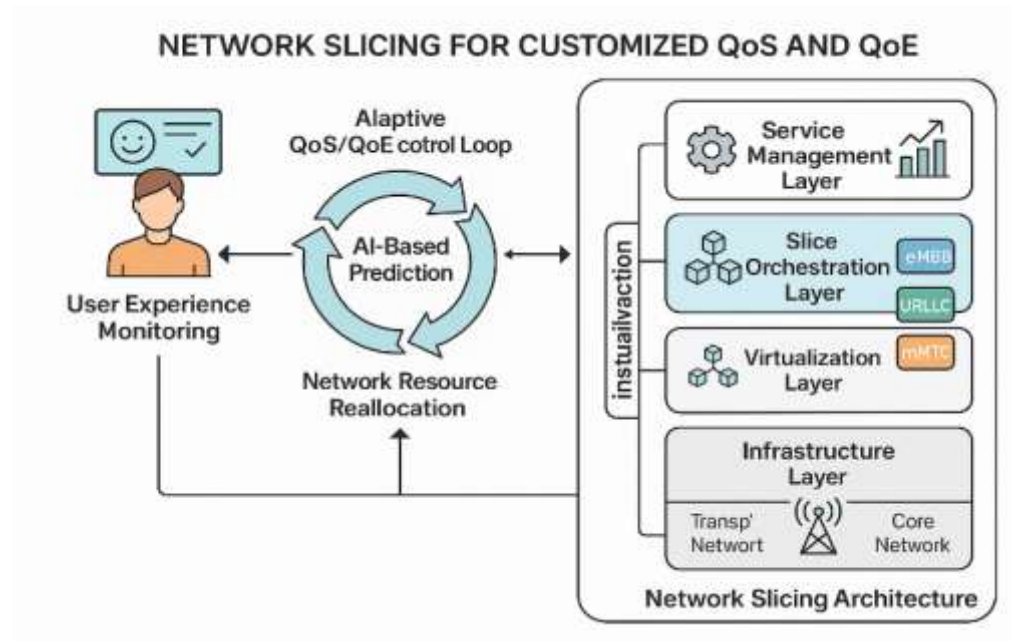 NETWORK SLICING FOR CUSTOMIZED QoS AND QoE
Alaptive
QoS/QoE cotrol Loop
AI-Based
Prediction
User Experience
Monitoring
Network Resource
Reallocation
instuailvaction
Service
Management
Layer
Slice
Orchestration
Layer
eMBB
URLLC
mMTC
Virtualization
Layer
Infrastructure
Layer
Transp'
Networt
Core
Network
Network Slicing Architecture